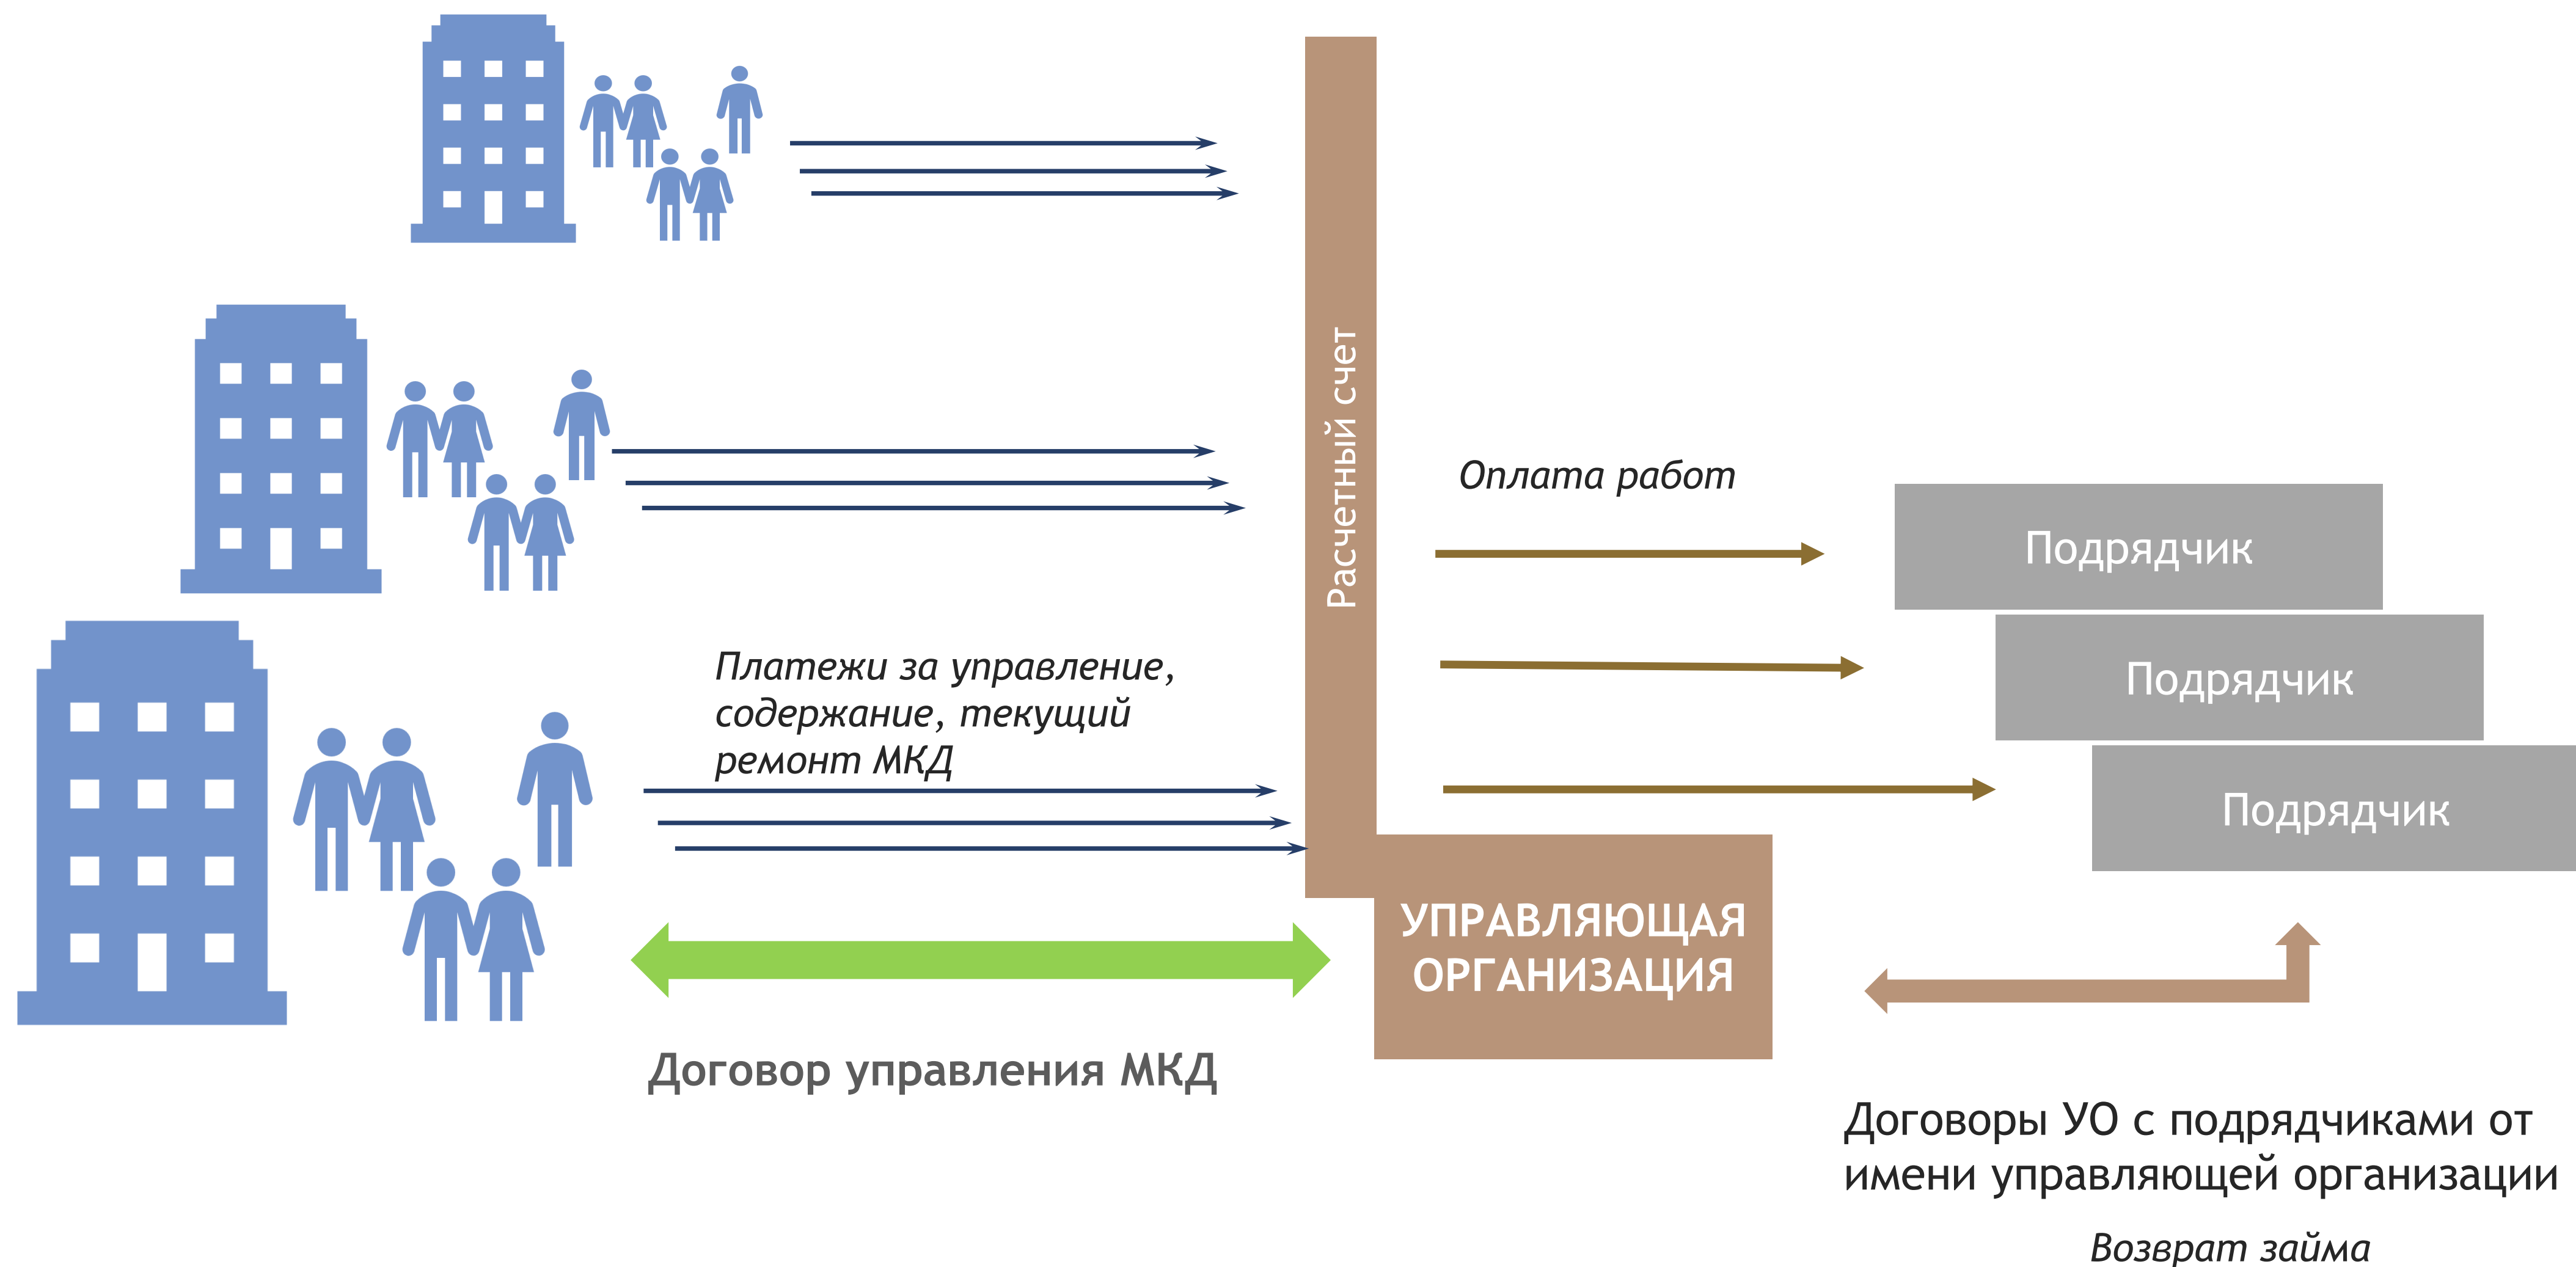 Расчетный счет
Оплата работ
Подрядчик
Подрядчик
Платежи за управление,
содержание, текущий
ремонт МКД
Подрядчик
УПРАВЛЯЮЩАЯ
ОРГАНИЗАЦИЯ
Договор управления МКД
Договоры УО с подрядчиками от
имени управляющей организации
Возврат займа